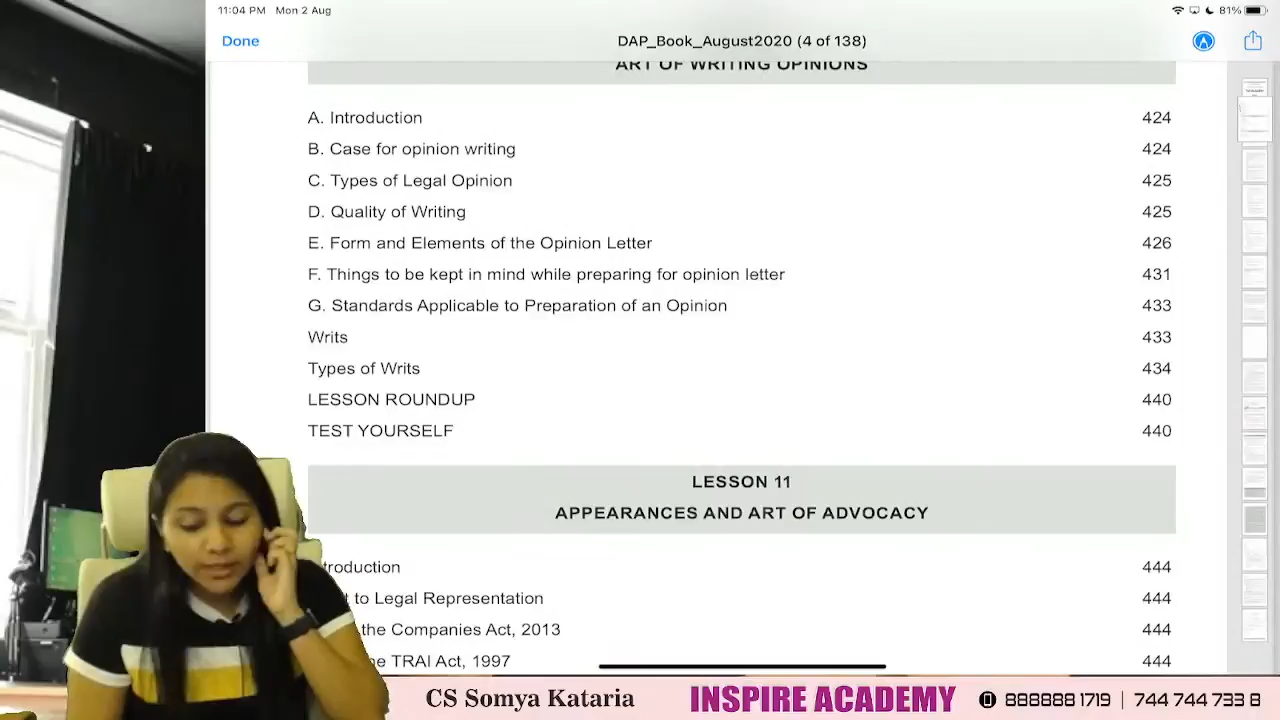 11:04 PM Mon 2 Aug
81%
Done
DAP_Book_August2020 (4 of 138)
ART OF WRITING OPINIONS
A. Introduction 424
B. Case for opinion writing 424
C. Types of Legal Opinion 425
D. Quality of Writing 425
E. Form and Elements of the Opinion Letter 426
F. Things to be kept in mind while preparing for opinion letter 431
G. Standards Applicable to Preparation of an Opinion 433
Writs 433
Types of Writs 434
LESSON ROUNDUP 440
TEST YOURSELF 440
LESSON 11
APPEARANCES AND ART OF ADVOCACY
troduction 444
to Legal Representation 444
the Companies Act, 2013 444
TRAI Act, 1997 444
CS Somya Kataria INSPIRE ACADEMY 888888 1719 | 744 744 733 8